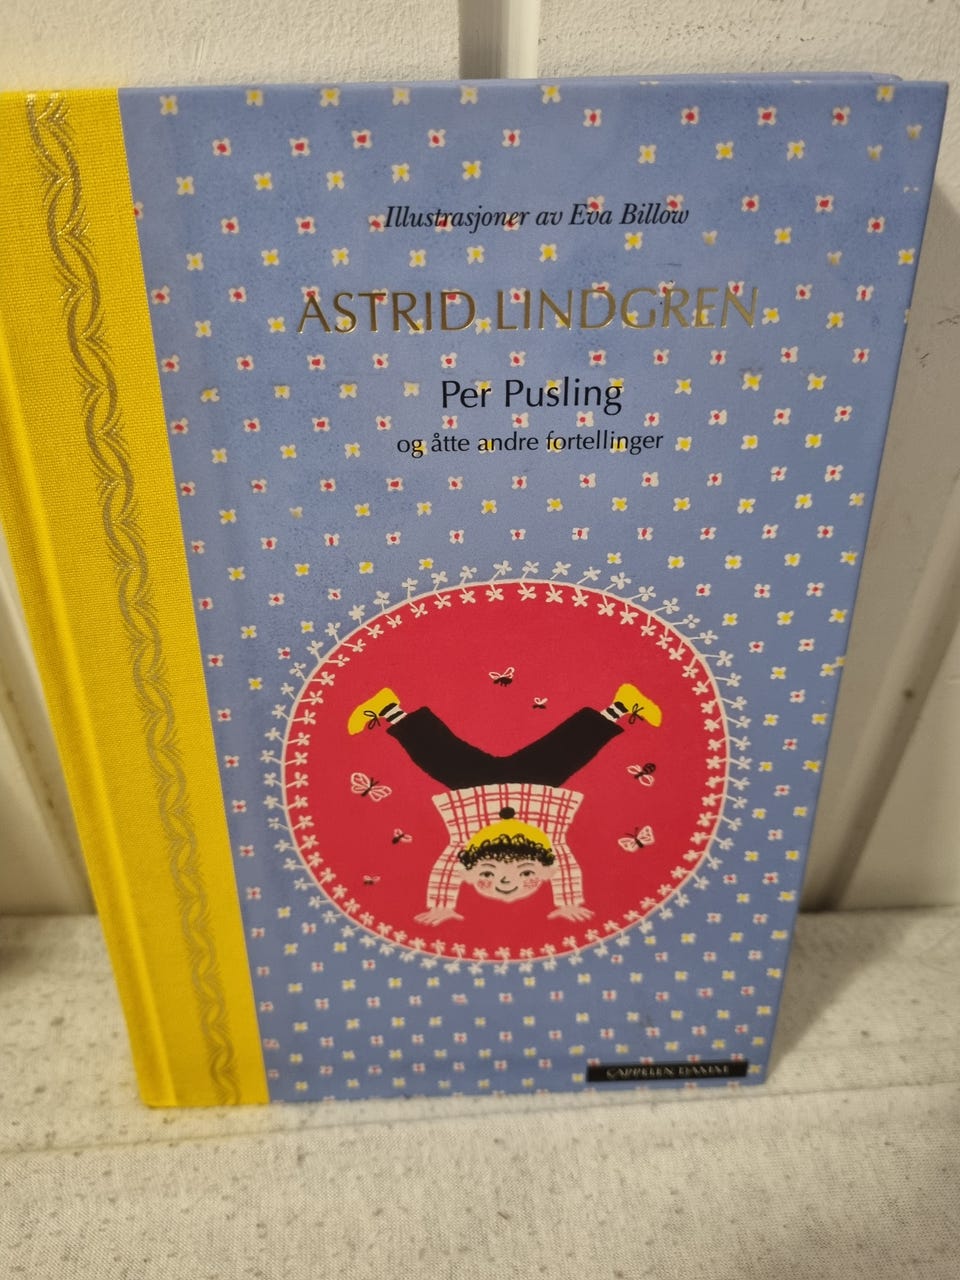 Illustrasjoner av Eva Billow
ASTRID LINDGREN
Per Pusling
og åtte andre fortellinger
CAPPELEN DAMM